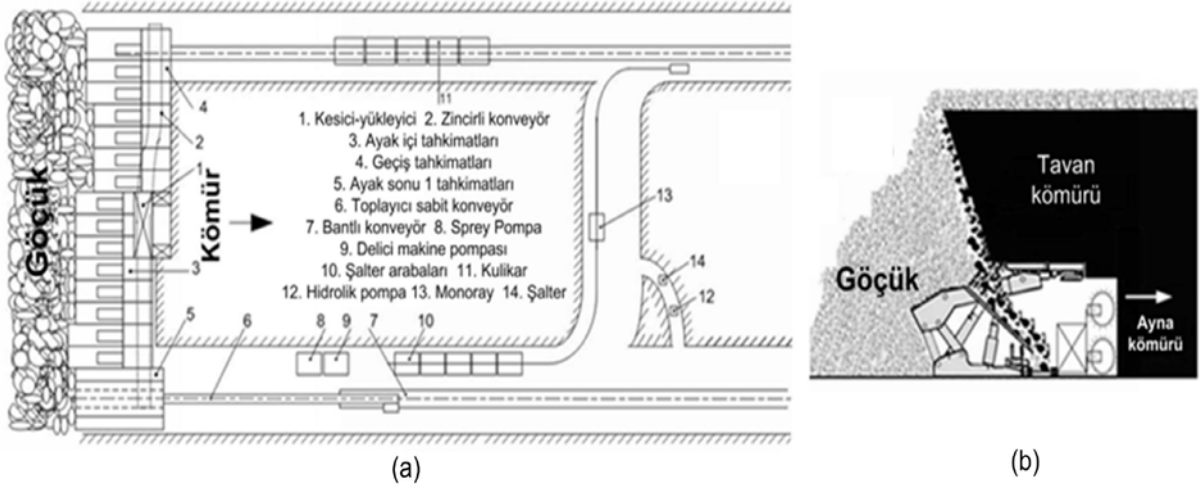 Göçük
Kömür
1. Kesici-yükleyici 2. Zincirli konveyör
3. Ayak içi tahkimatları
4. Geçiş tahkimatları
5. Ayak sonu 1 tahkimatları
6. Toplayıcı sabit konveyör
7. Bantlı konveyör 8. Sprey Pompa
9. Delici makine pompası
10. Şalter arabaları 11. Kulikar
12. Hidrolik pompa 13. Monoray 14. Şalter
11
4
2
1
3
13
14
12
5
6
8
9
7
10
(a)
Tavan
kömürü
Göçük
Ayna
kömürü
(b)